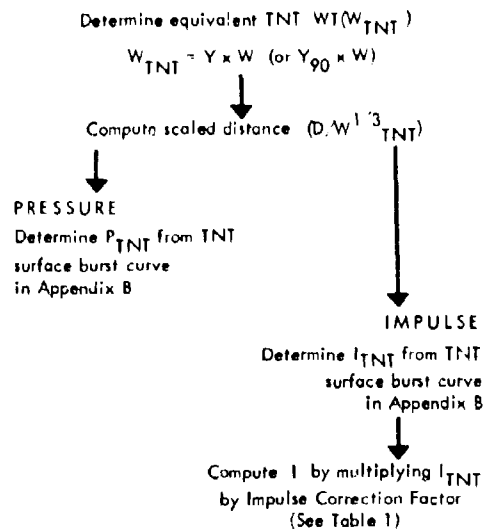 Determine equivalent TNT WT(W_TNT)
W_TNT = Y x W (or Y_90 x W)
Compute scaled distance (D/W^1/3_TNT)
PRESSURE
Determine P_TNT from TNT
surface burst curve
in Appendix B
IMPULSE
Determine I_TNT from TNT
surface burst curve
in Appendix B
Compute I by multiplying I_TNT
by Impulse Correction Factor
(See Table 1)